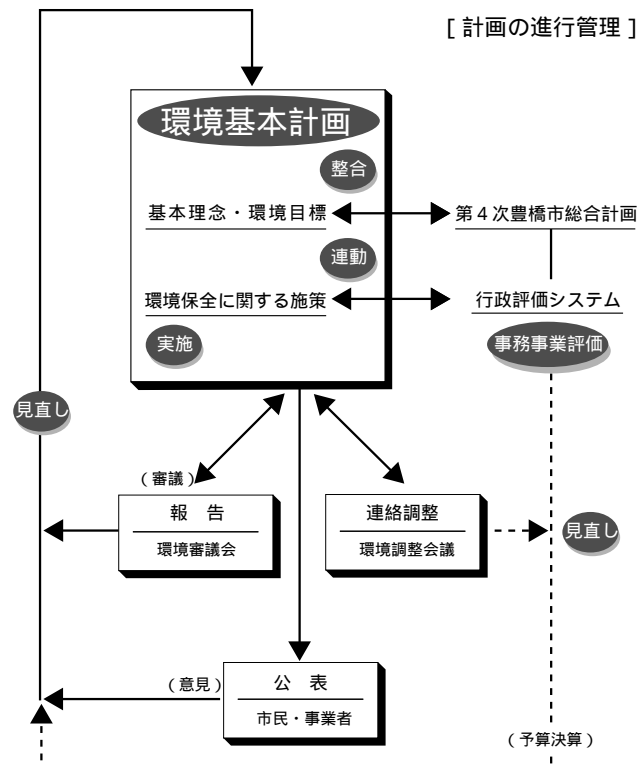 [ 計画の進行管理 ]
環境基本計画
整合
基本理念・環境目標
第４次豊橋市総合計画
連動
環境保全に関する施策
行政評価システム
実施
事務事業評価
見直し
（審議）
報　告
環境審議会
連絡調整
環境調整会議
見直し
（意見）
公　表
市民・事業者
（予算決算）